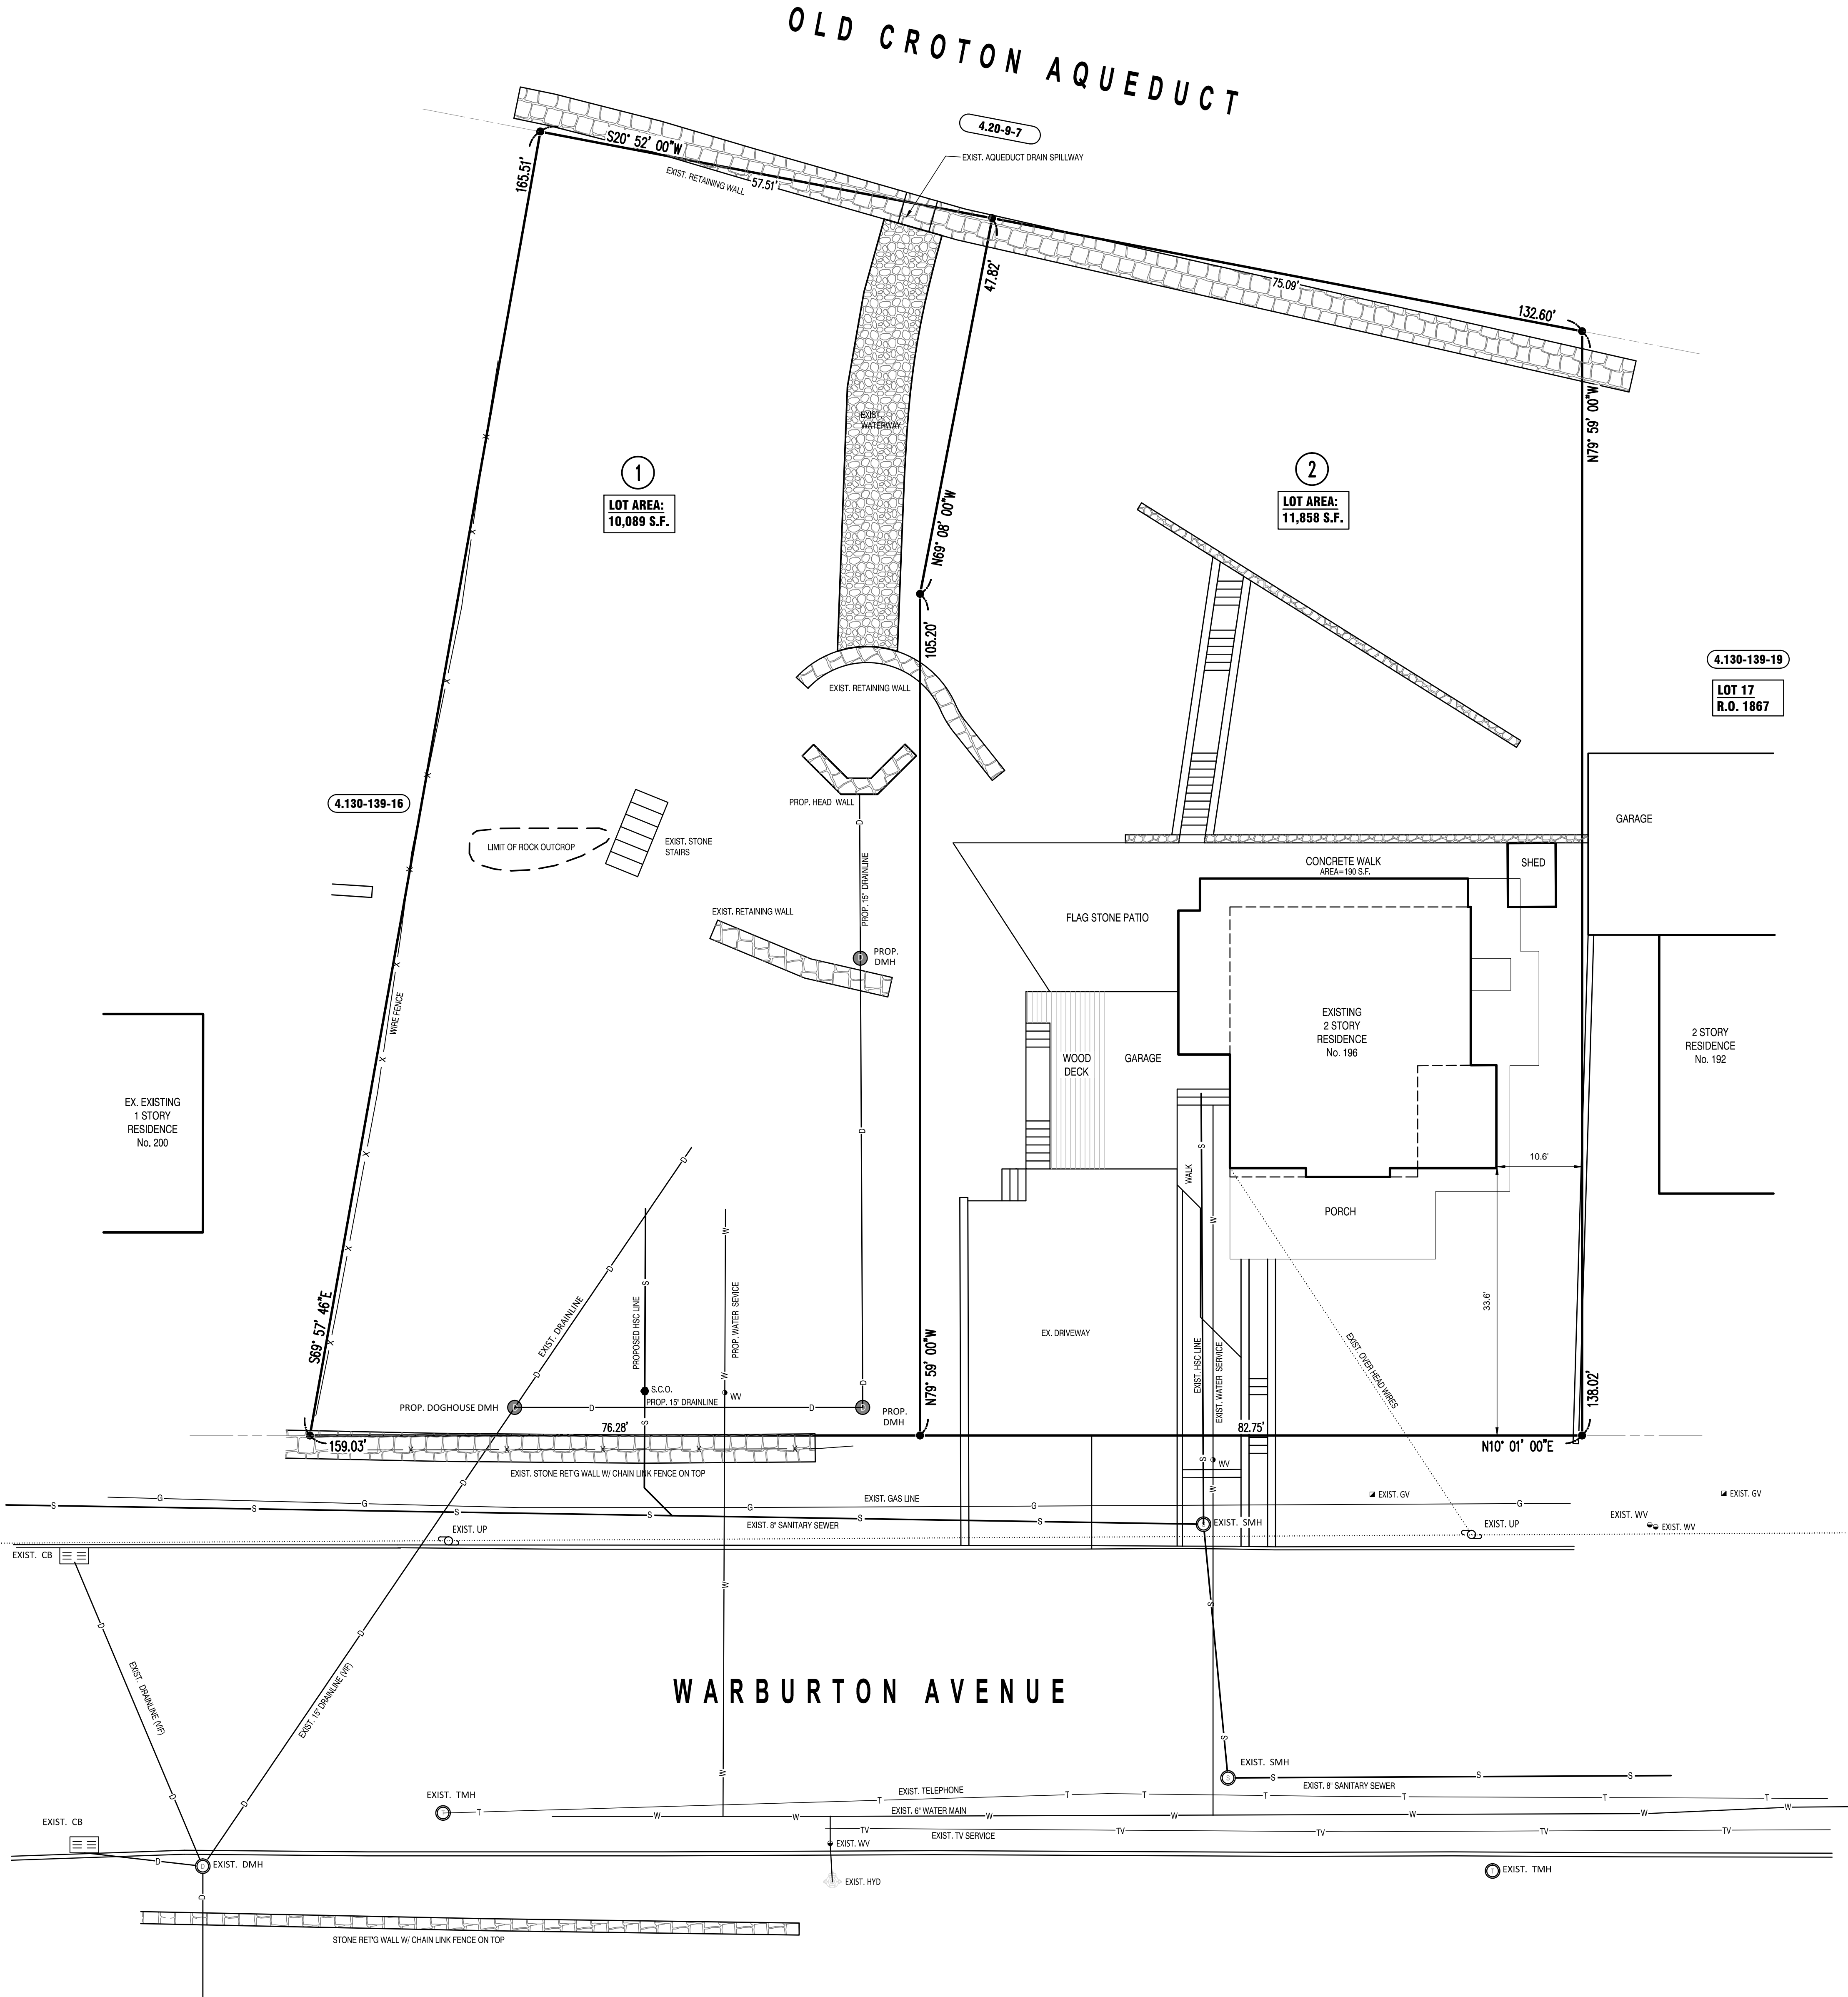 OLD CROTON AQUEDUCT
4.20-9-7
EXIST. AQUEDUCT DRAIN SPILLWAY
S20° 52' 00"W
57.51'
165.51'
EXIST. RETAINING WALL
47.82'
75.09'
132.60'
N79° 59' 00"W
EXIST.
WATERWAY
1
LOT AREA:
10,089 S.F.
2
LOT AREA:
11,858 S.F.
N69° 08' 00"W
105.20'
EXIST. RETAINING WALL
4.130-139-19
LOT 17
R.O. 1867
4.130-139-16
PROP. HEAD WALL
LIMIT OF ROCK OUTCROP
EXIST. STONE
STAIRS
PROP. 15" DRAINLINE
D
GARAGE
CONCRETE WALK
AREA=190 S.F.
SHED
EXIST. RETAINING WALL
FLAG STONE PATIO
PROP.
DMH
WIRE FENCE
X
EX. EXISTING
1 STORY
RESIDENCE
No. 200
WOOD
DECK
GARAGE
EXISTING
2 STORY
RESIDENCE
No. 196
2 STORY
RESIDENCE
No. 192
10.6'
WALK
PORCH
33.6'
S69° 57' 46"E
EXIST. DRAINLINE
PROPOSED HSC LINE
PROP. WATER SEVICE
EX. DRIVEWAY
EXIST. HSC LINE
EXIST. WATER SERVICE
EXIST. OVER HEAD WIRES
N79° 59' 00"W
138.02'
S.C.O.
WV
PROP. DOGHOUSE DMH
PROP. 15" DRAINLINE
PROP.
DMH
159.03'
76.28'
82.75'
N10° 01' 00"E
WV
EXIST. STONE RET'G WALL W/ CHAIN LINK FENCE ON TOP
EXIST. GAS LINE
EXIST. GV
EXIST. GV
EXIST. 8" SANITARY SEWER
EXIST. SMH
EXIST. UP
EXIST. UP
EXIST. WV
EXIST. WV
EXIST. CB
EXIST. DRAINLINE (VIF)
EXIST. 15" DRAINLINE (VIF)
WARBURTON AVENUE
EXIST. SMH
EXIST. 8" SANITARY SEWER
EXIST. TMH
EXIST. TELEPHONE
EXIST. 6" WATER MAIN
EXIST. TV SERVICE
EXIST. CB
EXIST. DMH
EXIST. WV
EXIST. HYD
EXIST. TMH
STONE RET'G WALL W/ CHAIN LINK FENCE ON TOP